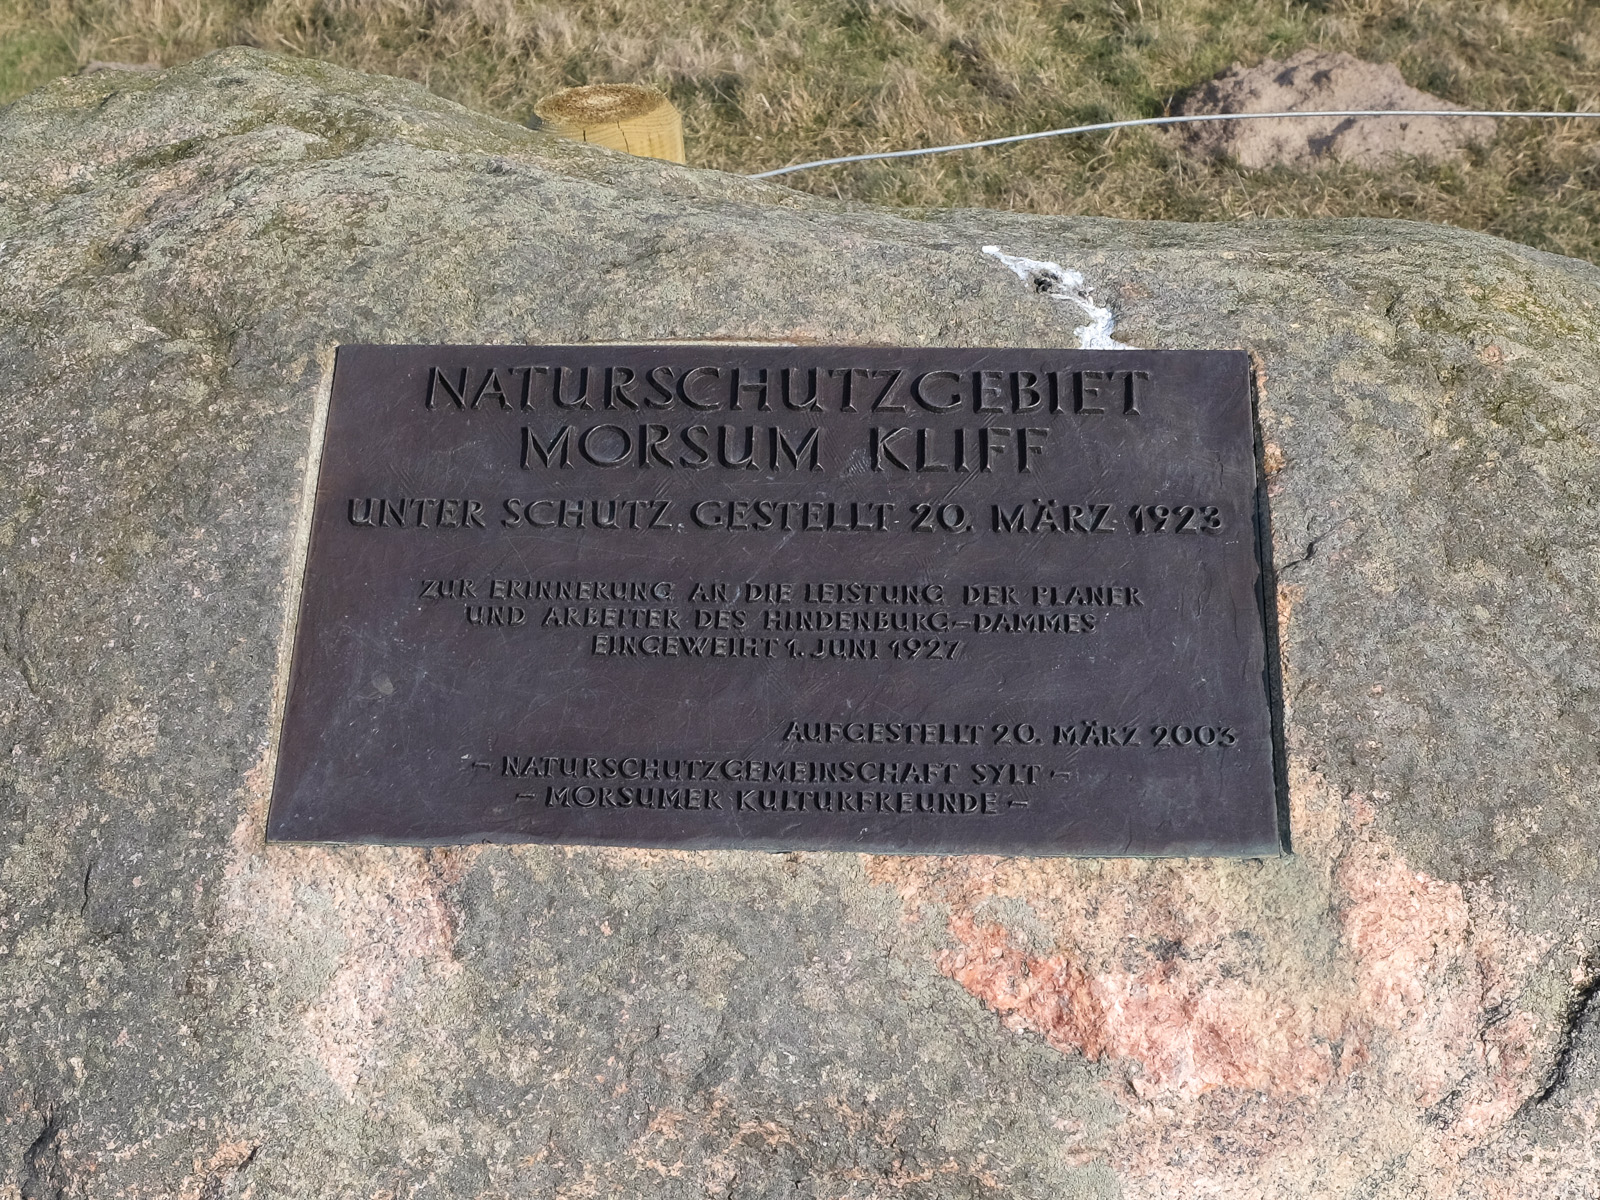 NATURSCHUTZGEBIET
MORSUM KLIFF
UNTER SCHUTZ GESTELLT 20. MÄRZ 1923
ZUR ERINNERUNG AN DIE LEISTUNG DER PLANER
UND ARBEITER DES HINDENBURG-DAMMES
EINGEWEIHT 1. JUNI 1927
AUFGESTELLT 20. MÄRZ 2003
- NATURSCHUTZGEMEINSCHAFT SYLT -
- MORSUMER KULTURFREUNDE -